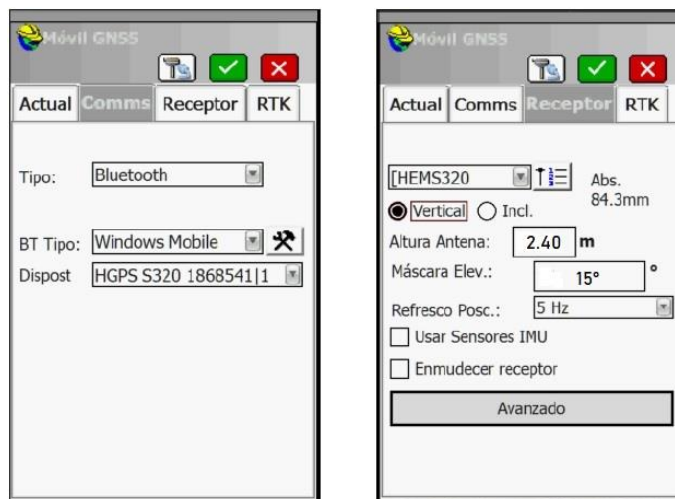 Móvil GNSS
Actual Comms Receptor RTK
Tipo: Bluetooth
BT Tipo: Windows Mobile
Dispost HGPS S320 1868541|1
Móvil GNSS
Actual Comms Receptor RTK
[HEMS320 Abs.
84.3mm
Vertical Incl.
Altura Antena: 2.40 m
Máscara Elev.: 15° °
Refresco Posc.: 5 Hz
Usar Sensores IMU
Enmudecer receptor
Avanzado